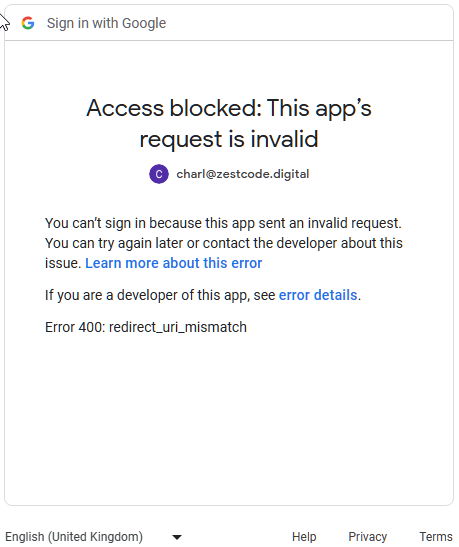 Sign in with Google
Access blocked: This app’s
request is invalid
C charl@zestcode.digital
You can’t sign in because this app sent an invalid request.
You can try again later or contact the developer about this
issue. Learn more about this error
If you are a developer of this app, see error details.
Error 400: redirect_uri_mismatch
English (United Kingdom) Help Privacy Terms